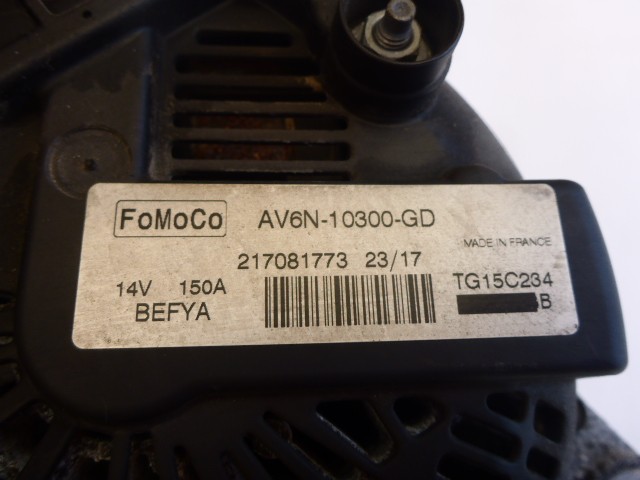 FoMoCo AV6N-10300-GD
MADE IN FRANCE
217081773 23/17
14V 150A TG15C234
BEFYA B